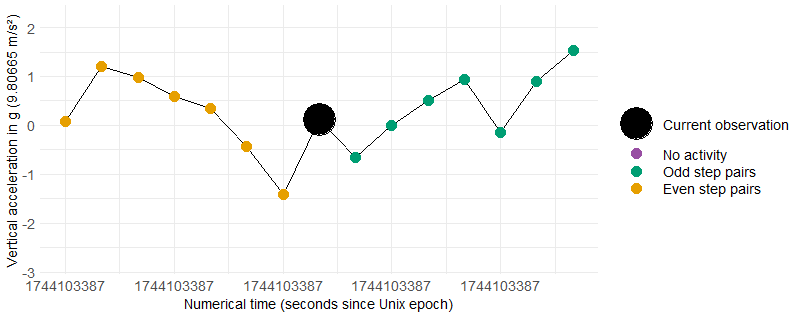 Vertical acceleration in g (9.80665 m/s²)
2
1
0
-1
-2
-3
1744103387 1744103387 1744103387 1744103387 1744103387
Numerical time (seconds since Unix epoch)
Current observation
No activity
Odd step pairs
Even step pairs